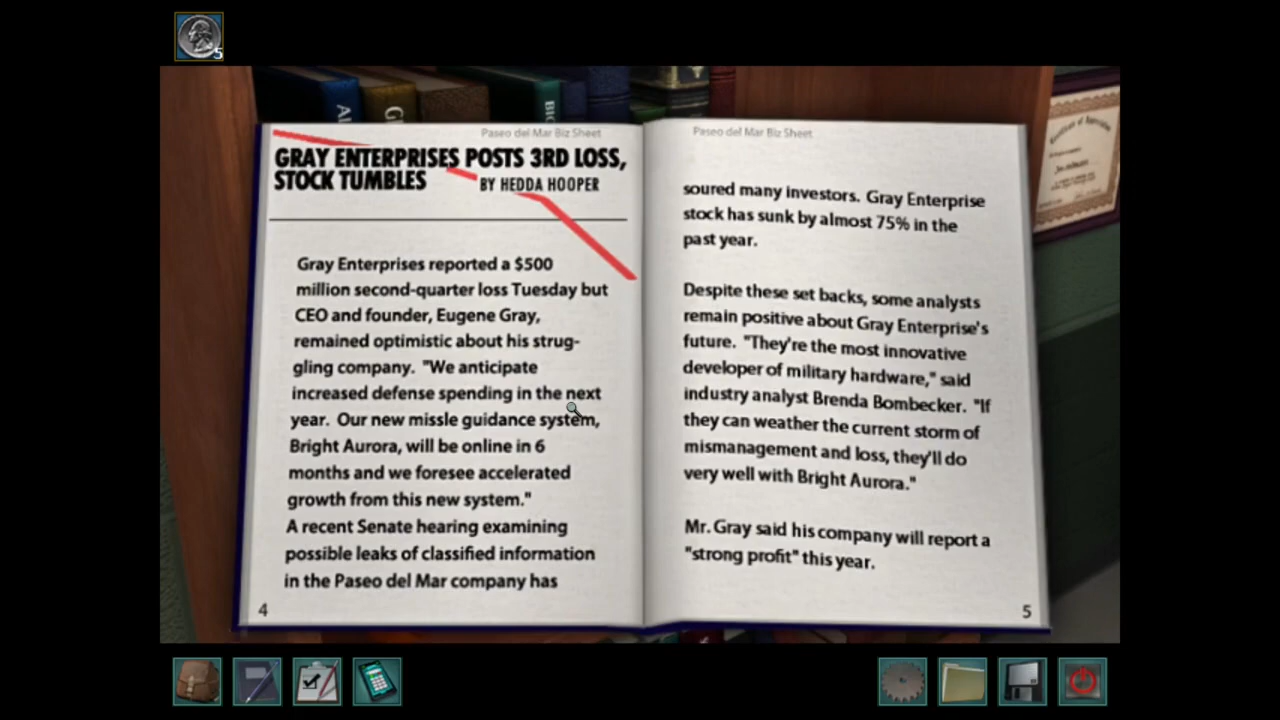 5
Paseo del Mar Biz Sheet
GRAY ENTERPRISES POSTS 3RD LOSS,
STOCK TUMBLES
BY HEDDA HOOPER
Gray Enterprises reported a $500
million second-quarter loss Tuesday but
CEO and founder, Eugene Gray,
remained optimistic about his strug-
gling company. "We anticipate
increased defense spending in the next
year. Our new missle guidance system,
Bright Aurora, will be online in 6
months and we foresee accelerated
growth from this new system."
A recent Senate hearing examining
possible leaks of classified information
in the Paseo del Mar company has
4
Paseo del Mar Biz Sheet
soured many investors. Gray Enterprise
stock has sunk by almost 75% in the
past year.
Despite these set backs, some analysts
remain positive about Gray Enterprise's
future. "They're the most innovative
developer of military hardware," said
industry analyst Brenda Bombecker. "If
they can weather the current storm of
mismanagement and loss, they'll do
very well with Bright Aurora."
Mr. Gray said his company will report a
"strong profit" this year.
5